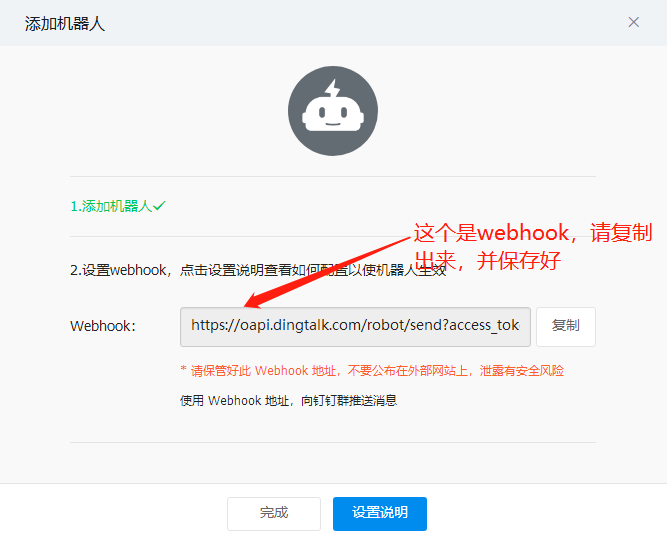 添加机器人
1.添加机器人
这个是webhook，请复制
出来，并保存好
2.设置webhook，点击设置说明查看如何配置以使机器人生效
Webhook：
https://oapi.dingtalk.com/robot/send?access_tok
复制
* 请保管好此 Webhook 地址，不要公布在外部网站上，泄露有安全风险
使用 Webhook 地址，向钉钉群推送消息
完成
设置说明